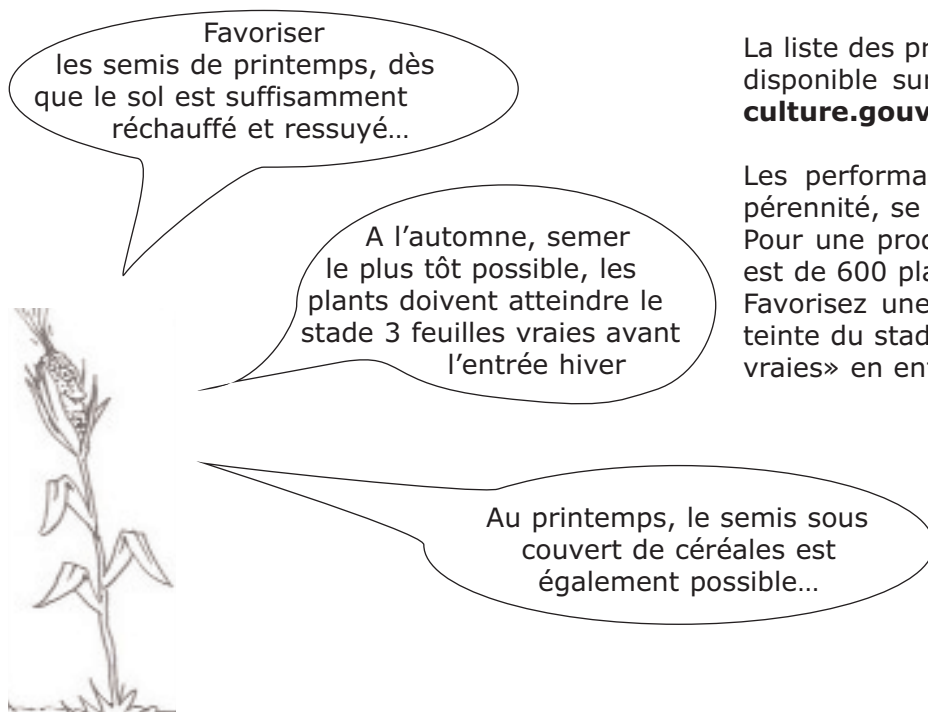 Favoriser
les semis de printemps, dès
que le sol est suffisamment
réchauffé et ressuyé…
A l’automne, semer
le plus tôt possible, les
plants doivent atteindre le
stade 3 feuilles vraies avant
l’entrée hiver
Au printemps, le semis sous
couvert de céréales est
également possible…
La liste des pr
disponible sur
culture.gouv
Les performa
pérennité, se
Pour une prod
est de 600 pla
Favorisez une
teinte du stad
vraies» en en